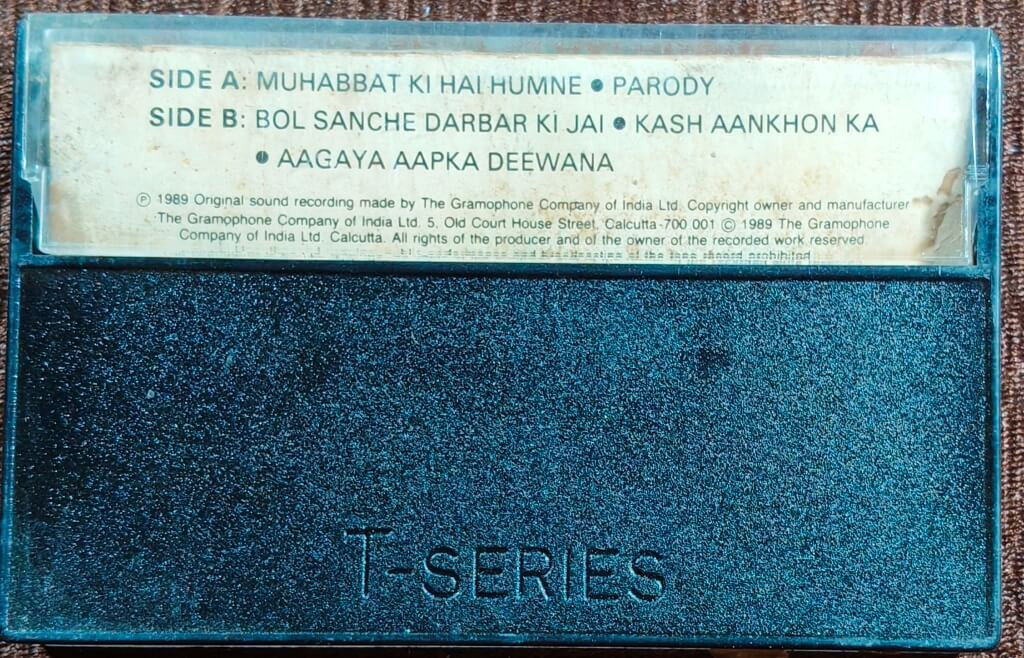 SIDE A: MUHABBAT KI HAI HUMNE • PARODY
SIDE B: BOL SANCHE DARBAR KI JAI • KASH AANKHON KA
• AAGAYA AAPKA DEEWANA
℗ 1989 Original sound recording made by The Gramophone Company of India Ltd. Copyright owner and manufacturer
The Gramophone Company of India Ltd. 5, Old Court House Street, Calcutta-700 001 © 1989 The Gramophone
Company of India Ltd. Calcutta. All rights of the producer and of the owner of the recorded work reserved.
of the
T-SERIES